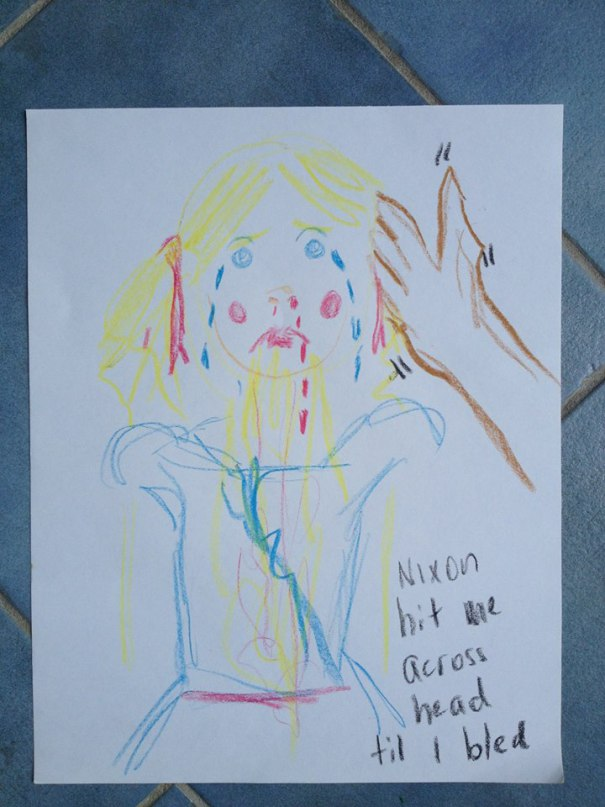 Nixon
hit me
across
head
til I bled